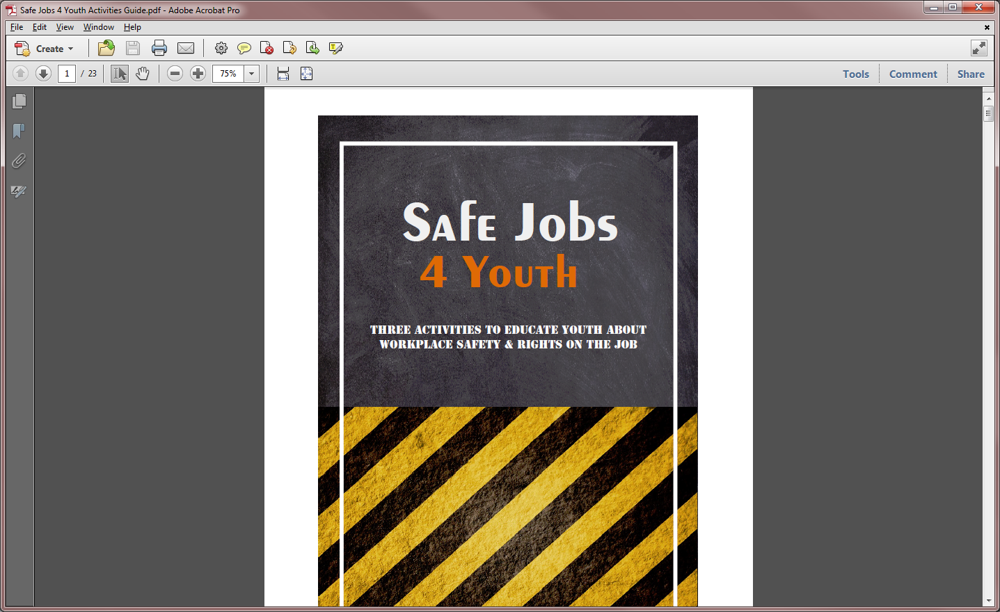 Safe Jobs 4 Youth Activities Guide.pdf - Adobe Acrobat Pro
File Edit View Window Help
Create
1 / 23 75% Tools Comment Share
Safe Jobs
4 Youth
THREE ACTIVITIES TO EDUCATE YOUTH ABOUT
WORKPLACE SAFETY & RIGHTS ON THE JOB